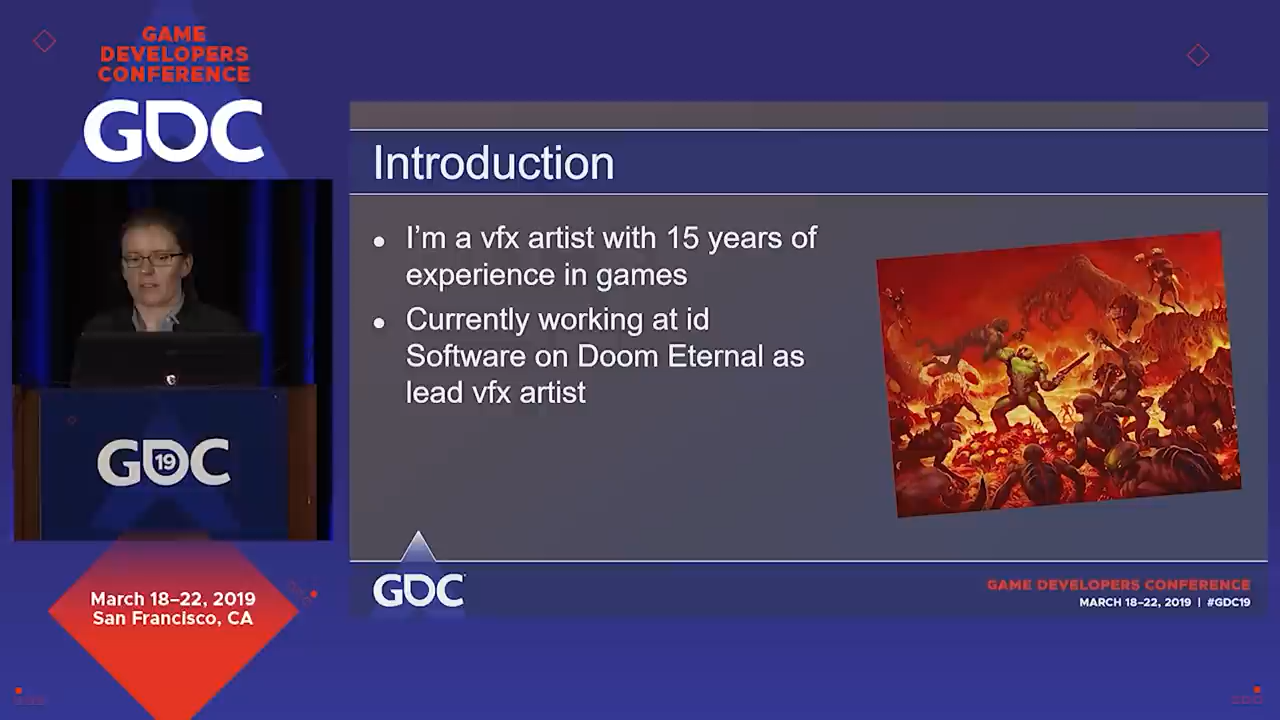 GAME
DEVELOPERS
CONFERENCE
GDC
Introduction
I'm a vfx artist with 15 years of
experience in games
Currently working at id
Software on Doom Eternal as
lead vfx artist
GDC 19
March 18–22, 2019
San Francisco, CA
GDC
GAME DEVELOPERS CONFERENCE
MARCH 18–22, 2019 | #GDC19